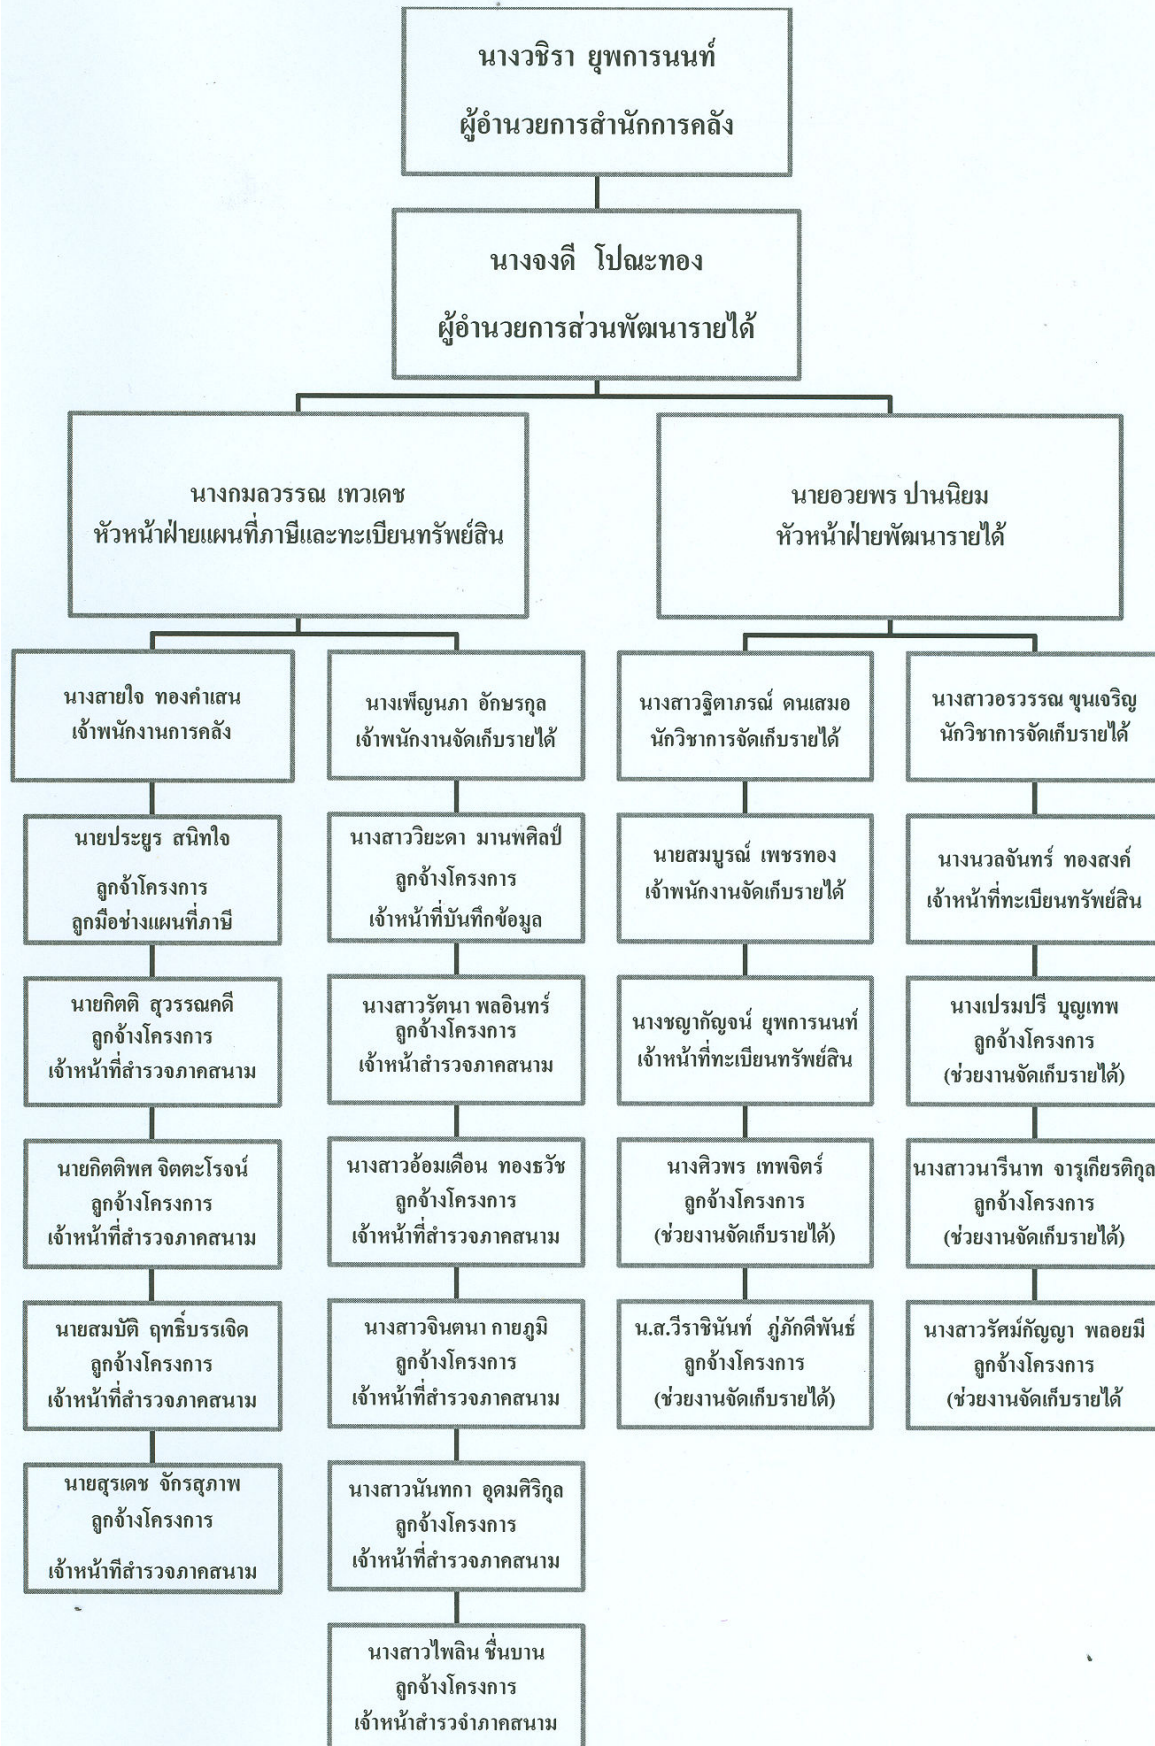 นางวชิรา ยุพการนนท์
ผู้อำนวยการสำนักการคลัง
นางจงดี โปณะทอง
ผู้อำนวยการส่วนพัฒนารายได้
นางกมลวรรณ เทวเดช
หัวหน้าฝ่ายแผนที่ภาษีและทะเบียนทรัพย์สิน
นายอวยพร ปานนิยม
หัวหน้าฝ่ายพัฒนารายได้
นางสายใจ ทองคำเสน
เจ้าพนักงานการคลัง
นายประยูร สนิทใจ
ลูกจ้าโครงการ
ลูกมือช่างแผนที่ภาษี
นายกิตติ สุวรรณคดี
ลูกจ้างโครงการ
เจ้าหน้าที่สำรวจภาคสนาม
นายกิตติพศ จิตตะโรจน์
ลูกจ้างโครงการ
เจ้าหน้าที่สำรวจภาคสนาม
นายสมบัติ ฤทธิ์บรรเจิด
ลูกจ้างโครงการ
เจ้าหน้าที่สำรวจภาคสนาม
นายสุรเดช จักรสุภาพ
ลูกจ้างโครงการ
เจ้าหน้าทีสำรวจภาคสนาม
นางเพ็ญนภา อักษรกุล
เจ้าพนักงานจัดเก็บรายได้
นางสาววิยะดา มานพศิลป์
ลูกจ้างโครงการ
เจ้าหน้าที่บันทึกข้อมูล
นางสาวรัตนา พลอินทร์
ลูกจ้างโครงการ
เจ้าหน้าสำรวจภาคสนาม
นางสาวอ้อมเดือน ทองธวัช
ลูกจ้างโครงการ
เจ้าหน้าที่สำรวจภาคสนาม
นางสาวจินตนา กายภูมิ
ลูกจ้างโครงการ
เจ้าหน้าที่สำรวจภาคสนาม
นางสาวนันทกา อุดมศิริกุล
ลูกจ้างโครงการ
เจ้าหน้าที่สำรวจภาคสนาม
นางสาวไพลิน ชื่นบาน
ลูกจ้างโครงการ
เจ้าหน้าสำรวจำภาคสนาม
นางสาวฐิตาภรณ์ ดนเสมอ
นักวิชาการจัดเก็บรายได้
นายสมบูรณ์ เพชรทอง
เจ้าพนักงานจัดเก็บรายได้
นางชญากัญจน์ ยุพการนนท์
เจ้าหน้าที่ทะเบียนทรัพย์สิน
นางศิวพร เทพจิตร์
ลูกจ้างโครงการ
(ช่วยงานจัดเก็บรายได้)
น.ส.วีราชินันท์ ภู่ภักดีพันธ์
ลูกจ้างโครงการ
(ช่วยงานจัดเก็บรายได้)
นางสาวอรวรรณ ขุนเจริญ
นักวิชาการจัดเก็บรายได้
นางนวลจันทร์ ทองสงค์
เจ้าหน้าที่ทะเบียนทรัพย์สิน
นางเปรมปรี บุญเทพ
ลูกจ้างโครงการ
(ช่วยงานจัดเก็บรายได้)
นางสาวนารีนาท จารุเกียรติกุล
ลูกจ้างโครงการ
(ช่วยงานจัดเก็บรายได้)
นางสาวรัศม์กัญญา พลอยมี
ลูกจ้างโครงการ
(ช่วยงานจัดเก็บรายได้